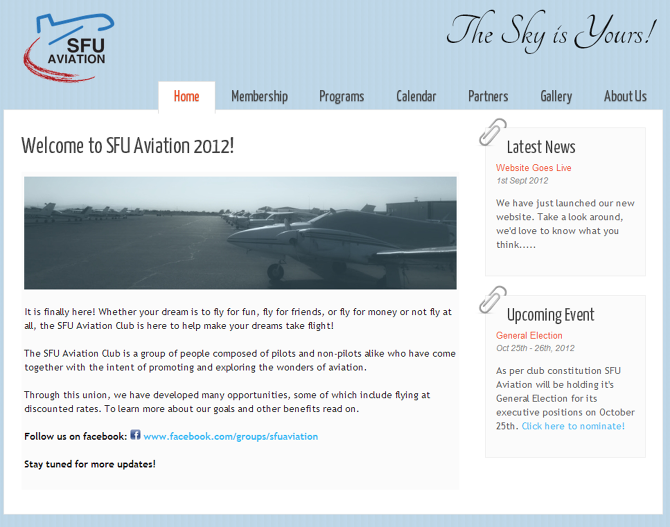 SFU
AVIATION
The Sky is Yours!
Home Membership Programs Calendar Partners Gallery About Us
Welcome to SFU Aviation 2012!
It is finally here! Whether your dream is to fly for fun, fly for friends, or fly for money or not fly at
all, the SFU Aviation Club is here to help make your dreams take flight!
The SFU Aviation Club is a group of people composed of pilots and non-pilots alike who have come
together with the intent of promoting and exploring the wonders of aviation.
Through this union, we have developed many opportunities, some of which include flying at
discounted rates. To learn more about our goals and other benefits read on.
Follow us on facebook: www.facebook.com/groups/sfuaviation
Stay tuned for more updates!
Latest News
Website Goes Live
1st Sept 2012
We have just launched our new
website. Take a look around,
we'd love to know what you
think.....
Upcoming Event
General Election
Oct 25th - 26th, 2012
As per club constitution SFU
Aviation will be holding it's
General Election for its
executive positions on October
25th. Click here to nominate!